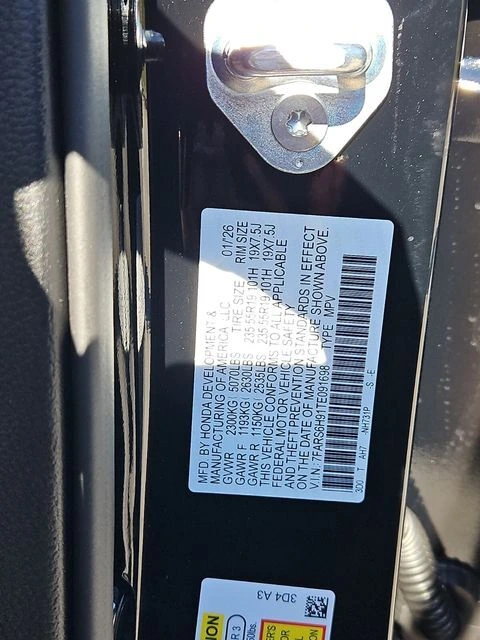 MFD. BY HONDA DEVELOPMENT &
MANUFACTURING OF AMERICA, LLC 01/26
GVWR 2300KG 5070LBS TIRE SIZE RIM SIZE
GAWR F 1193KG 2630LBS 235 55R19 101H 19X7.5J
GAWR R 1150KG 2535LBS 235 55R19 101H 19X7.5J
THIS VEHICLE CONFORMS TO ALL APPLICABLE
FEDERAL MOTOR VEHICLE SAFETY
AND THEFT PREVENTION STANDARDS IN EFFECT
ON THE DATE OF MANUFACTURE SHOWN ABOVE.
V.I.N. 7FARS6H91TE091698 TYPE MPV
3D0 T AH7 -NH731P -S -E
3D4 A3